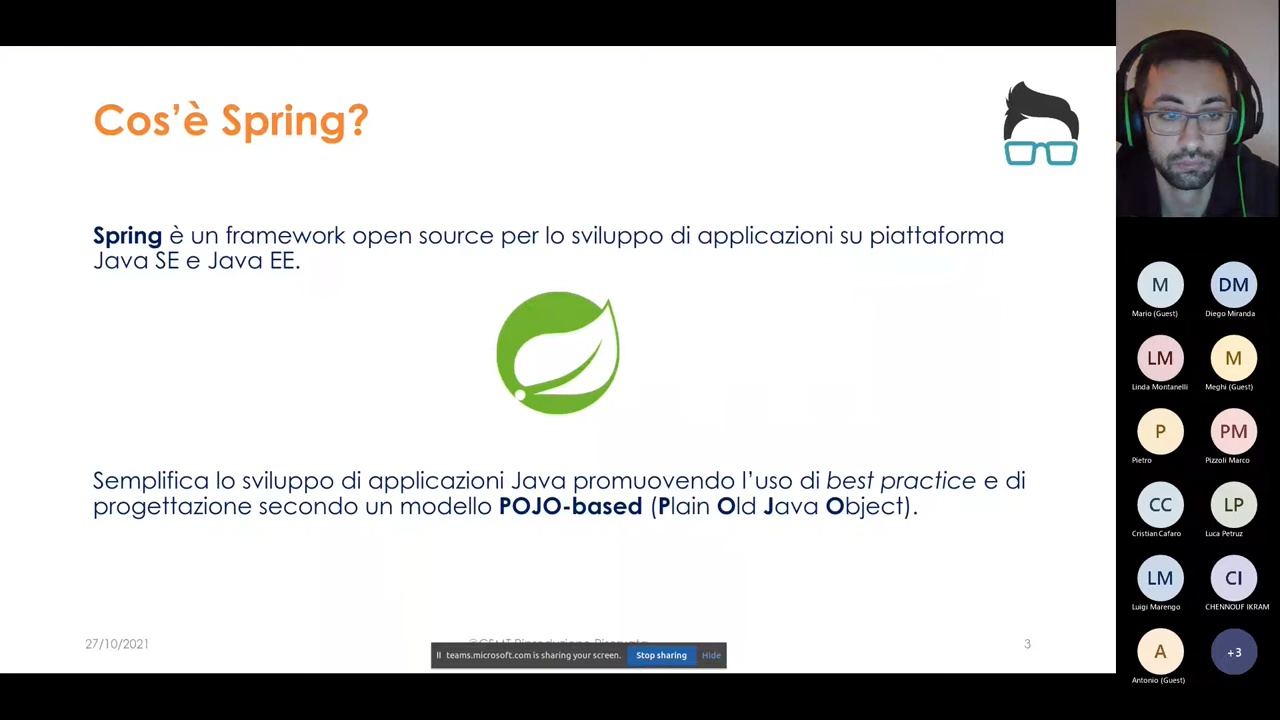 Cos'è Spring?
Spring è un framework open source per lo sviluppo di applicazioni su piattaforma
Java SE e Java EE.
Semplifica lo sviluppo di applicazioni Java promuovendo l'uso di best practice e di
progettazione secondo un modello POJO-based (Plain Old Java Object).
27/10/2021
3
teams.microsoft.com is sharing your screen. Stop sharing Hide
M DM
Mario (Guest) Diego Miranda
LM M
Linda Montanelli Meghi (Guest)
P PM
Pietro Pizzoli Marco
CC LP
Cristian Cafaro Luca Petruz
LM CI
Luigi Marengo CHENNOUF IKRAM
A +3
Antonio (Guest)